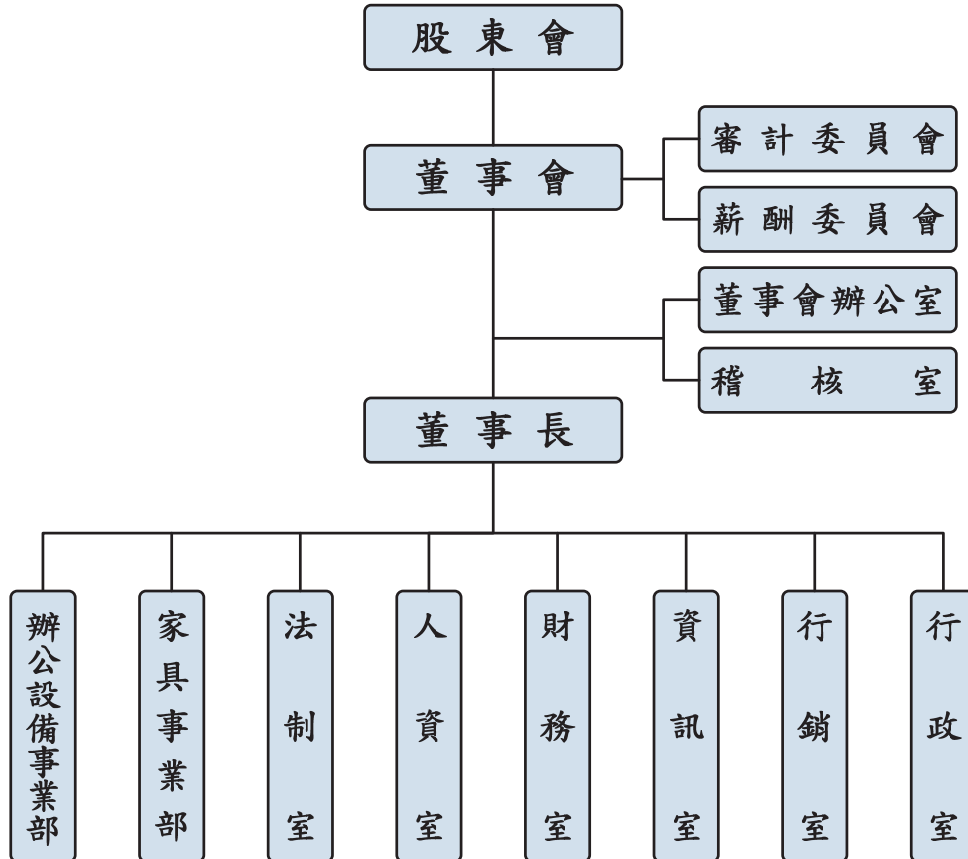 股東會
董事會
審計委員會
薪酬委員會
董事會辦公室
稽核室
董事長
辦公設備事業部
家具事業部
法制室
人資室
財務室
資訊室
行銷室
行政室